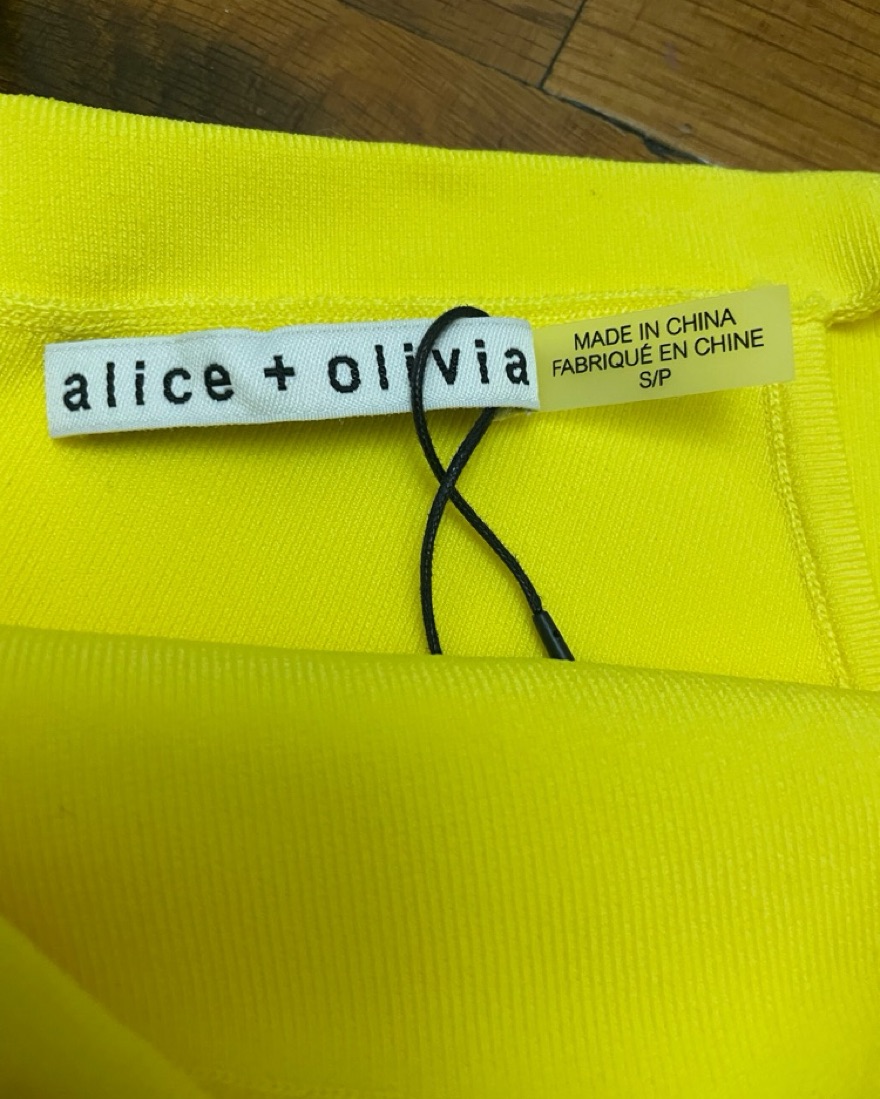 alice + olivia
MADE IN CHINA
FABRIQUÉ EN CHINE
S/P